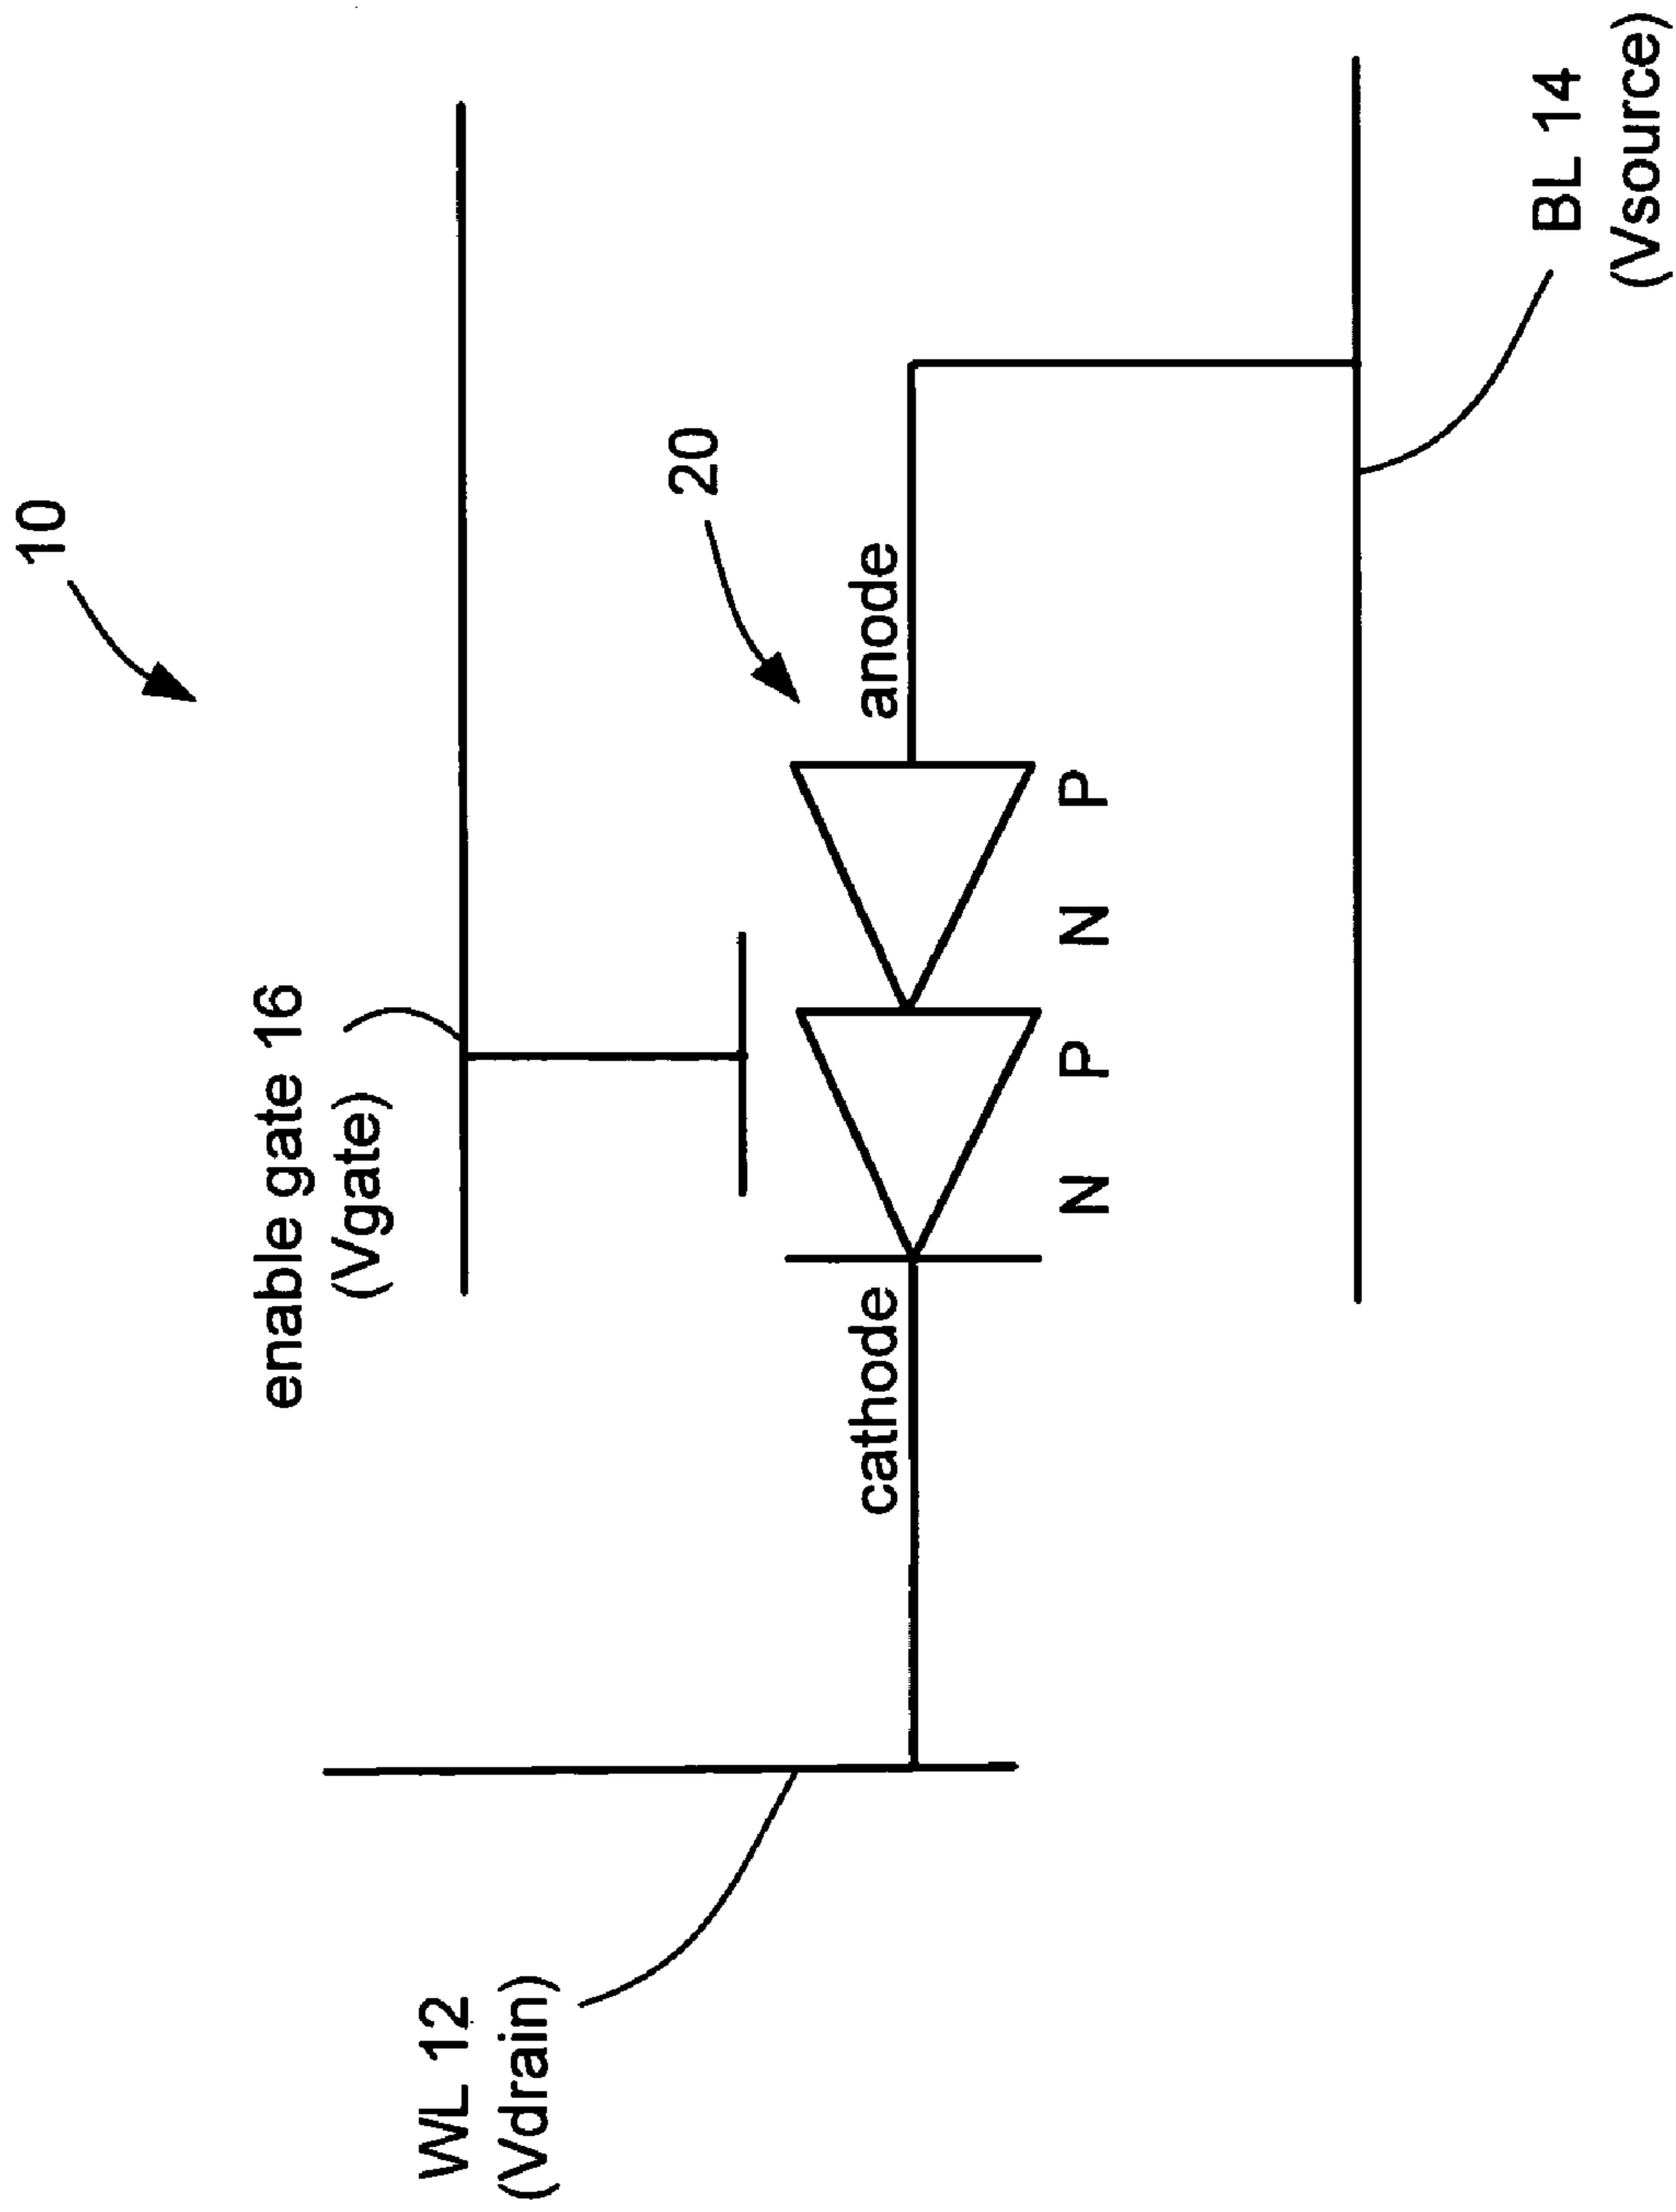 10
enable gate 16
(Vgate)
WL 12
(Vdrain)
20
cathode
anode
N P N P
BL 14
(Vsource)